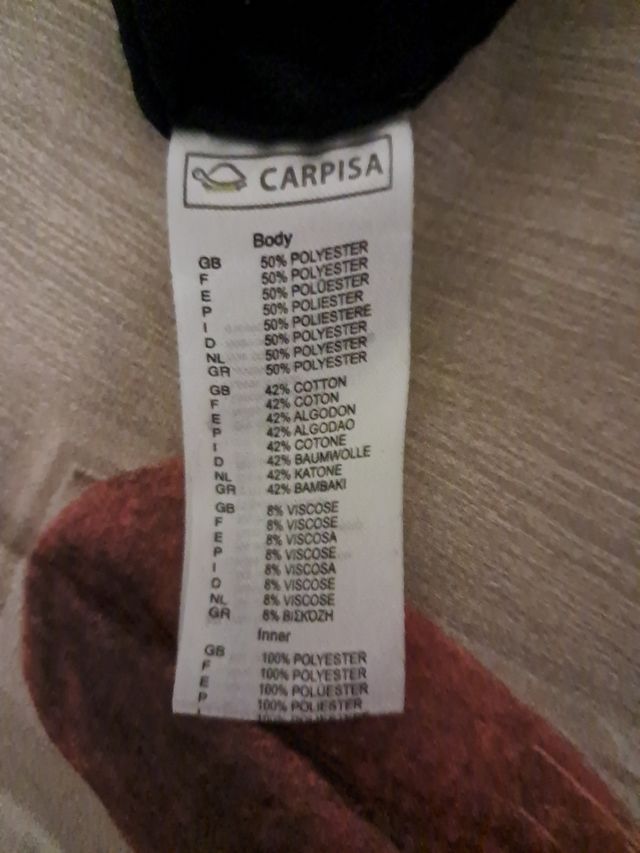 CARPISA
Body
GB 50% POLYESTER
F 50% POLYESTER
E 50% POLÜESTER
P 50% POLIESTER
I 50% POLIESTERE
D 50% POLYESTER
NL 50% POLYESTER
GR 50% POLYESTER
GB 42% COTTON
F 42% COTON
E 42% ALGODON
P 42% ALGODAO
I 42% COTONE
D 42% BAUMWOLLE
NL 42% KATONE
GR 42% BAMBAKI
GB 8% VISCOSE
F 8% VISCOSE
E 8% VISCOSA
P 8% VISCOSE
I 8% VISCOSA
D 8% VISCOSE
NL 8% VISCOSE
GR 8% ΒΙΣΚΌΖΗ
Inner
GB 100% POLYESTER
F 100% POLYESTER
E 100% POLÜESTER
P 100% POLIESTER